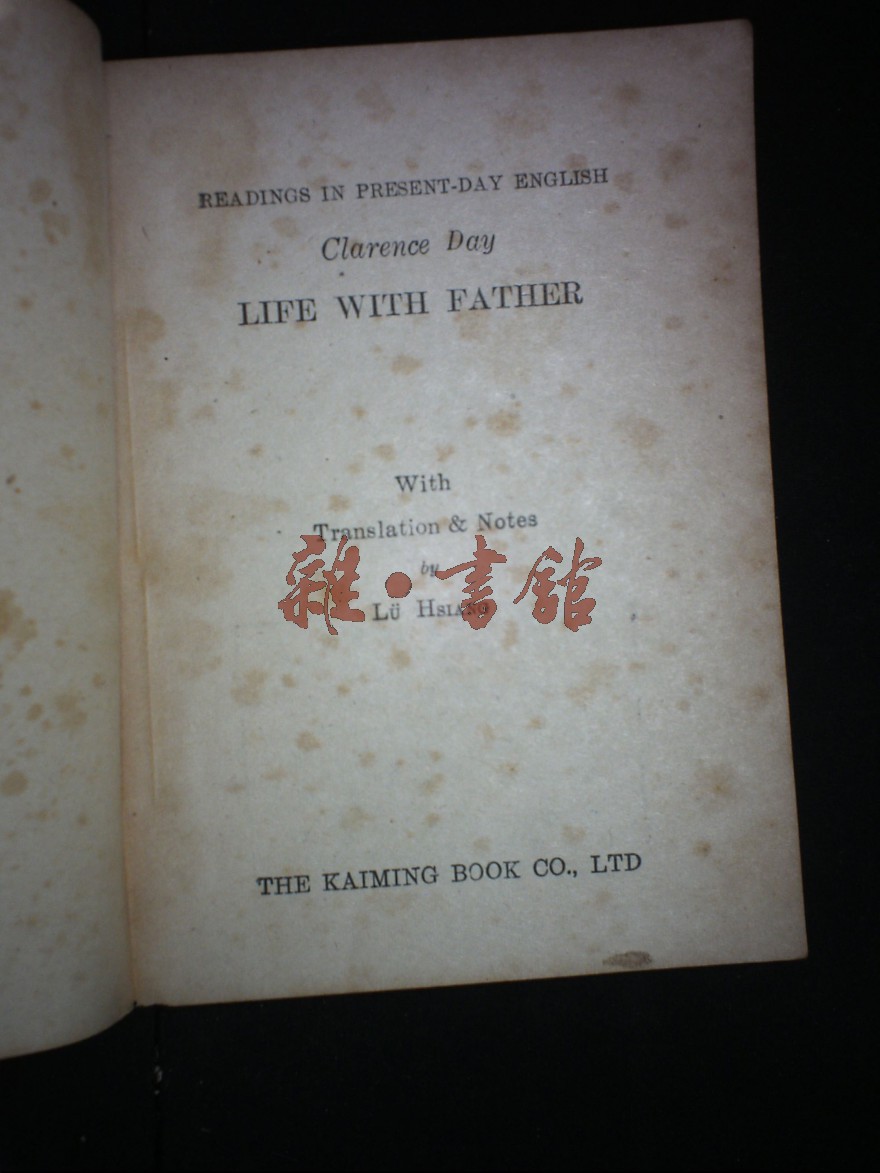 READINGS IN PRESENT-DAY ENGLISH
Clarence Day
LIFE WITH FATHER
With
Translation & Notes
by
LÜ HSIANG
雜·書館
THE KAIMING BOOK CO., LTD